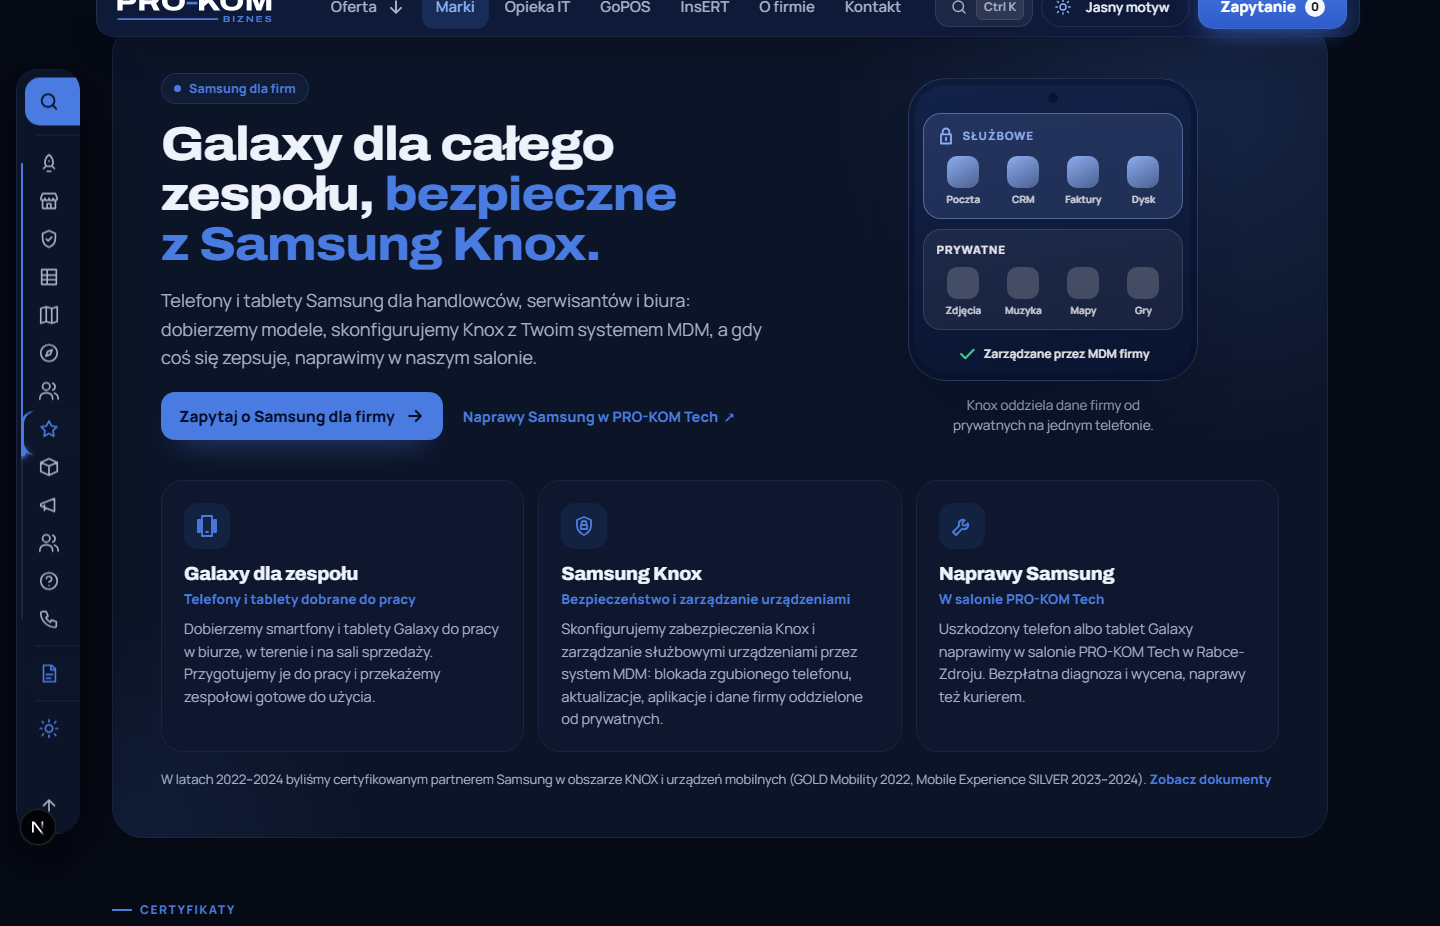 PRO-KOM
BIZNES
Oferta
Marki
Opieka IT
GoPOS
InsERT
O firmie
Kontakt
Ctrl K
Jasny motyw
Zapytanie 0
Samsung dla firm
Galaxy dla całego
zespołu, bezpieczne
z Samsung Knox.
Telefony i tablety Samsung dla handlowców, serwisantów i biura:
dobierzemy modele, skonfigurujemy Knox z Twoim systemem MDM, a gdy
coś się zepsuje, naprawimy w naszym salonie.
Zapytaj o Samsung dla firmy →
Naprawy Samsung w PRO-KOM Tech ↗
SŁUŻBOWE
Poczta CRM Faktury Dysk
PRYWATNE
Zdjęcia Muzyka Mapy Gry
Zarządzane przez MDM firmy
Knox oddziela dane firmy od
prywatnych na jednym telefonie.
Galaxy dla zespołu
Telefony i tablety dobrane do pracy
Dobierzemy smartfony i tablety Galaxy do pracy
w biurze, w terenie i na sali sprzedaży.
Przygotujemy je do pracy i przekażemy
zespołowi gotowe do użycia.
Samsung Knox
Bezpieczeństwo i zarządzanie urządzeniami
Skonfigurujemy zabezpieczenia Knox i
zarządzanie służbowymi urządzeniami przez
system MDM: blokada zgubionego telefonu,
aktualizacje, aplikacje i dane firmy oddzielone
od prywatnych.
Naprawy Samsung
W salonie PRO-KOM Tech
Uszkodzony telefon albo tablet Galaxy
naprawimy w salonie PRO-KOM Tech w Rabce-
Zdroju. Bezpłatna diagnoza i wycena, naprawy
też kurierem.
W latach 2022–2024 byliśmy certyfikowanym partnerem Samsung w obszarze KNOX i urządzeń mobilnych (GOLD Mobility 2022, Mobile Experience SILVER 2023–2024). Zobacz dokumenty
N
CERTYFIKATY